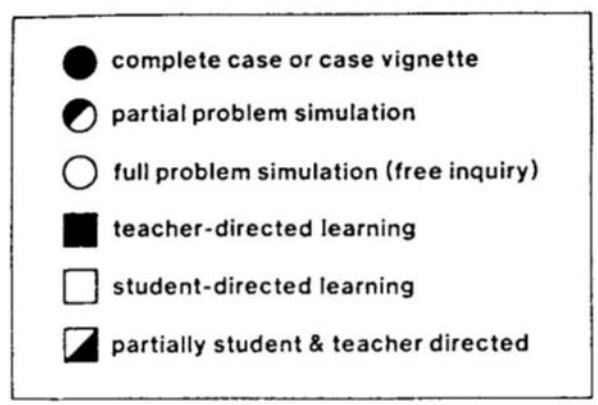 complete case or case vignette
partial problem simulation
full problem simulation (free inquiry)
teacher-directed learning
student-directed learning
partially student & teacher directed